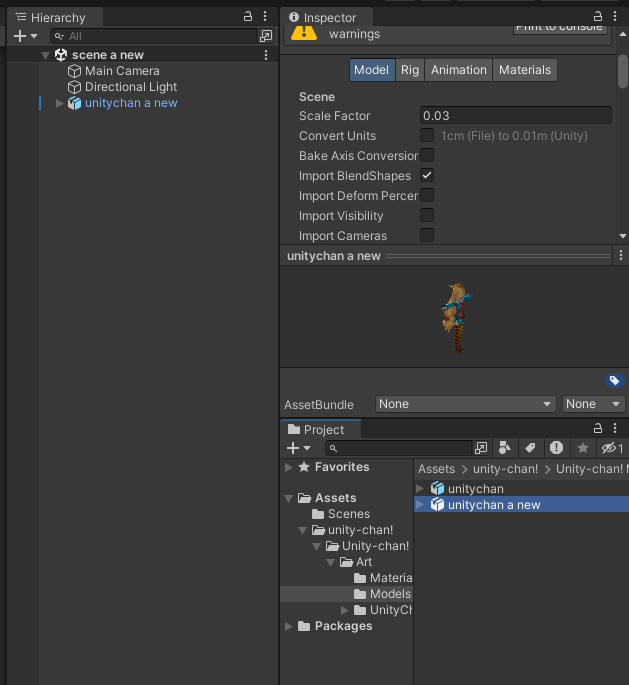 Hierarchy
All
scene a new
Main Camera
Directional Light
unitychan a new
Inspector
Print to console
warnings
Model
Rig
Animation
Materials
Scene
Scale Factor
0.03
Convert Units
1cm (File) to 0.01m (Unity)
Bake Axis Conversion
Import BlendShapes
Import Deform Percer
Import Visibility
Import Cameras
unitychan a new
AssetBundle
None
None
Project
1
Favorites
Assets
Scenes
unity-chan!
Unity-chan!
Art
Materia
Models
UnityCh
Packages
Assets > unity-chan! > Unity-chan! M
unitychan
unitychan a new